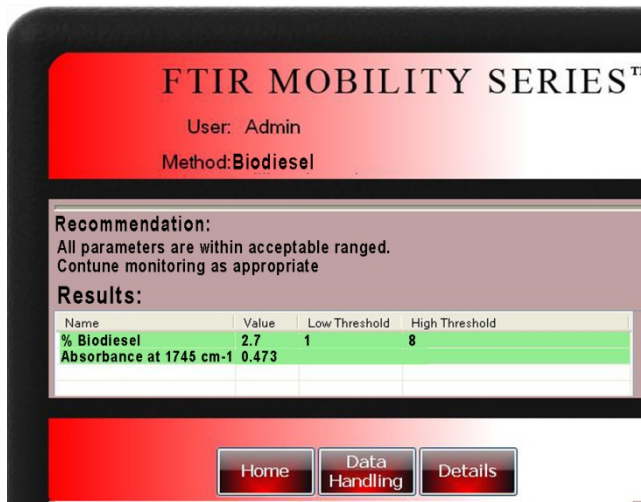 FTIR MOBILITY SERIES™
User: Admin
Method:Biodiesel
Recommendation:
All parameters are within acceptable ranged.
Contune monitoring as appropriate
Results:
Name Value Low Threshold High Threshold
% Biodiesel 2.7 1 8
Absorbance at 1745 cm-1 0.473
Home Data Handling Details